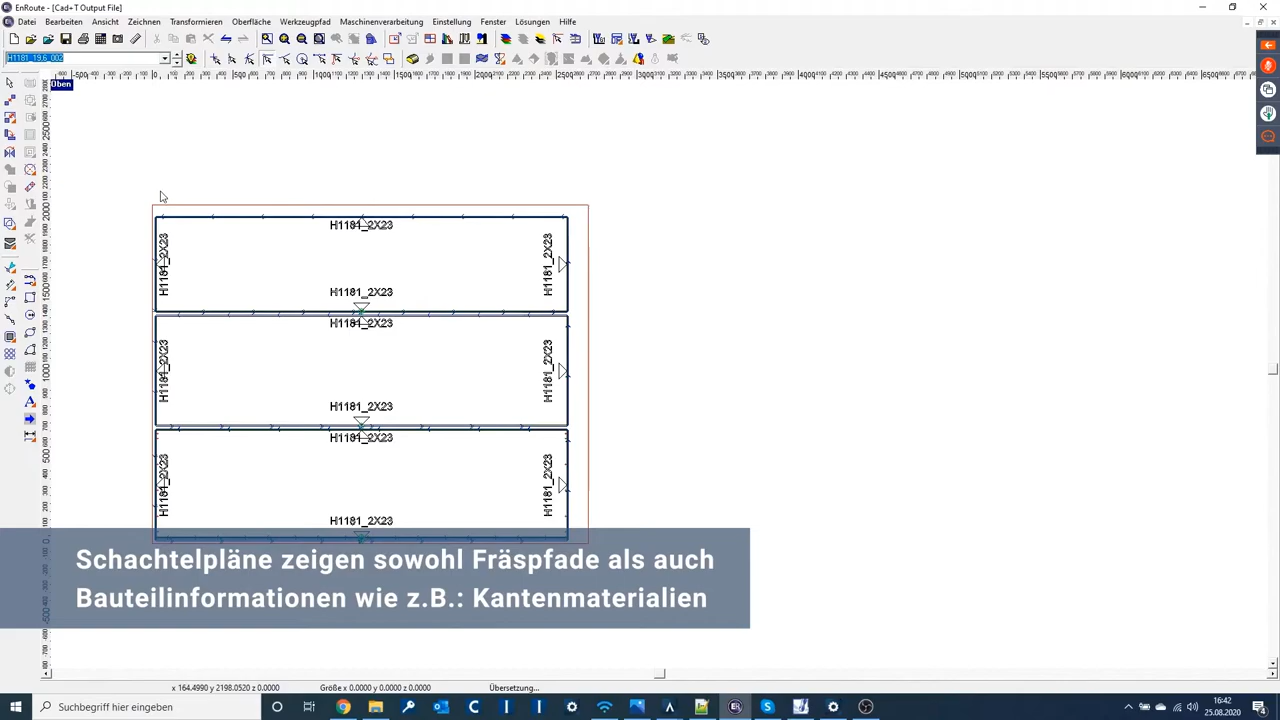 EnRoute - [Cad+T Output File]
Datei Bearbeiten Ansicht Zeichnen Transformieren Oberfläche Werkzeugpfad Maschinenverarbeitung Einstellung Fenster Lösungen Hilfe
H1181_19,6_002
Oben
H1181_2X23
H1181_2X23
H1181_2X23
H1181_2X23
H1181_2X23
H1181_2X23
H1181_2X23
H1181_2X23
H1181_2X23
H1181_2X23
H1181_2X23
H1181_2X23
Schachtelpläne zeigen sowohl Fräspfade als auch
Bauteilinformationen wie z.B.: Kantenmaterialien
x 164.4990 y 2198.0520 z 0.0000 Größe x 0.0000 y 0.0000 z 0.0000 Übersetzung...
Suchbegriff hier eingeben
16:42
25.08.2020